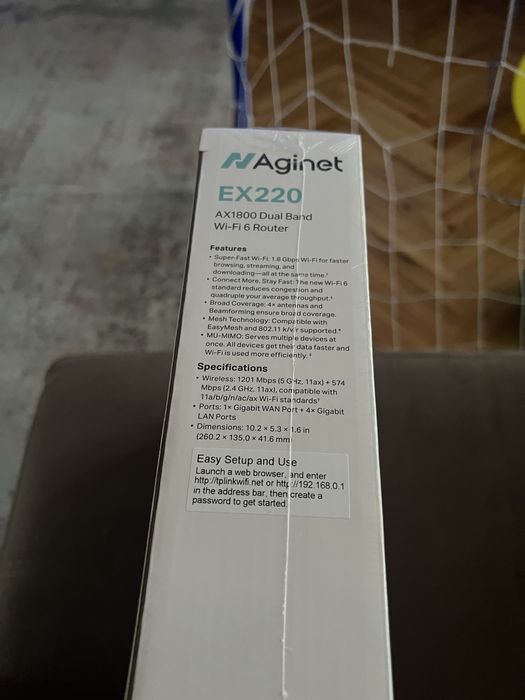 Aginet
EX220
AX1800 Dual Band
Wi-Fi 6 Router
Features
• Super-Fast Wi-Fi: 1.8 Gbps Wi-Fi for faster
browsing, streaming, and
downloading—all at the same time.†
• Connect More, Stay Fast: The new Wi-Fi 6
standard reduces congestion and
quadruple your average throughput.‡
• Broad Coverage: 4× antennas and
Beamforming ensure broad coverage.
• Mesh Technology: Compatible with
EasyMesh and 802.11 k/v/r supported.*
• MU-MIMO: Serves multiple devices at
once. All devices get their data faster and
Wi-Fi is used more efficiently.‡
Specifications
• Wireless: 1201 Mbps (5 GHz, 11ax) + 574
Mbps (2.4 GHz, 11ax), compatible with
11a/b/g/n/ac/ax Wi-Fi standards†
• Ports: 1× Gigabit WAN Port + 4× Gigabit
LAN Ports
• Dimensions: 10.2 × 5.3 × 1.6 in
(260.2 × 135.0 × 41.6 mm)
Easy Setup and Use
Launch a web browser, and enter
http://tplinkwifi.net or http://192.168.0.1
in the address bar, then create a
password to get started.